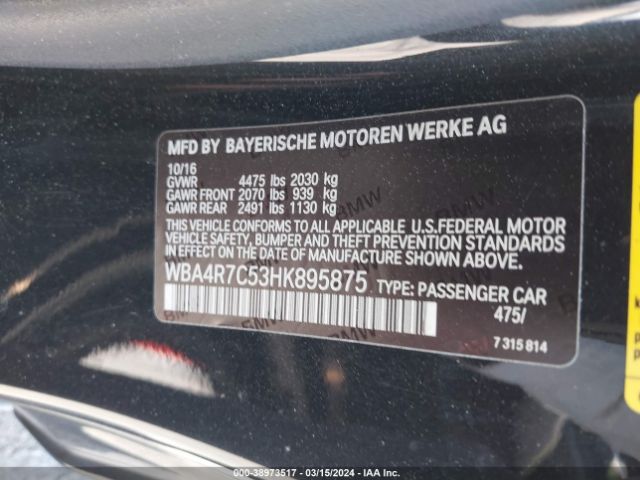 MFD BY BAYERISCHE MOTOREN WERKE AG
10/16
GVWR 4475 lbs 2030 kg
GAWR FRONT 2070 lbs 939 kg
GAWR REAR 2491 lbs 1130 kg
THIS VEHICLE CONFORMS TO ALL APPLICABLE U.S.FEDERAL MOTOR
VEHICLE SAFETY, BUMPER AND THEFT PREVENTION STANDARDS
IN EFFECT ON THE DATE OF MANUFACTURE SHOWN ABOVE.
WBA4R7C53HK895875 TYPE: PASSENGER CAR
475/
7 315 814
000-38973517 - 03/15/2024 - IAA Inc.